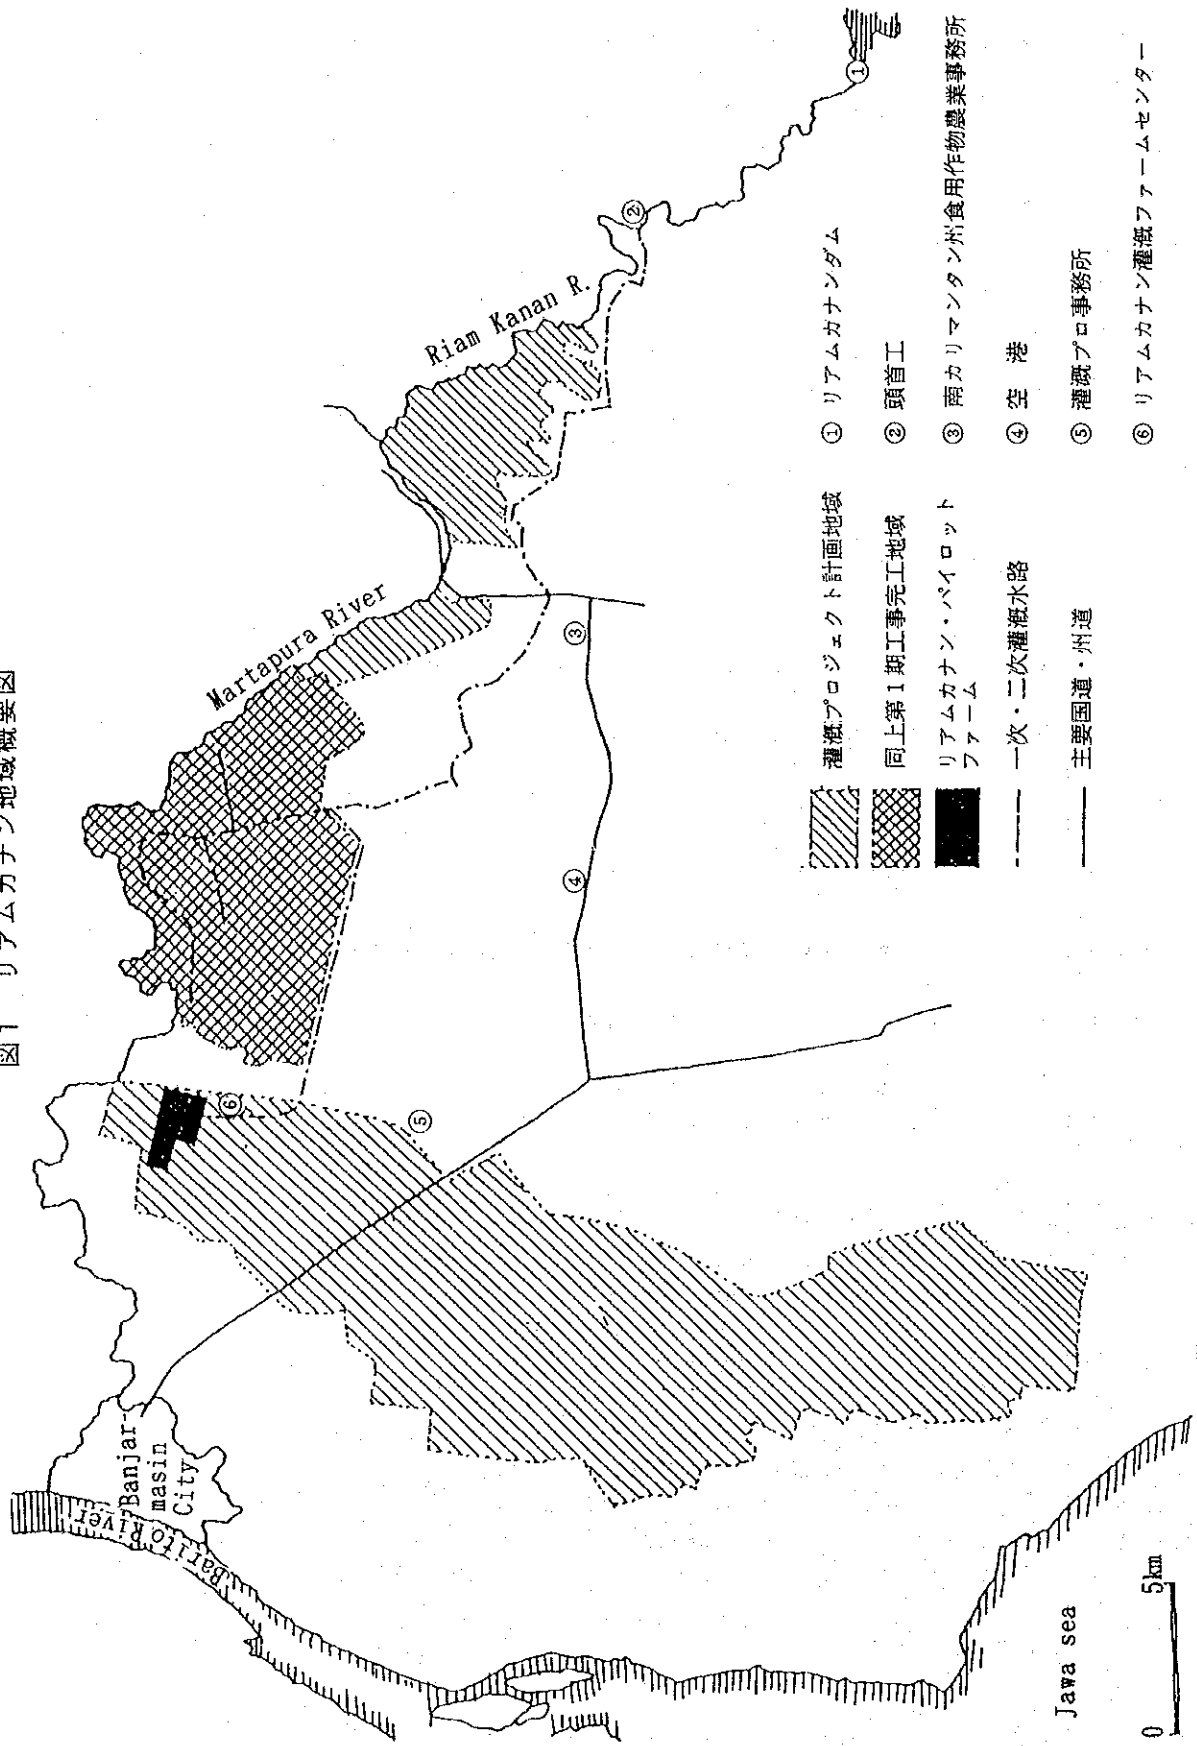 図1 リアムカナン地域概要図
Barito River
Banjar
masin
City
Martapura River
Riam Kanan R.
①
②
③
④
⑤
⑥
Jawa sea
0 5km
灌漑プロジェクト計画地域
同上第1期工事完工地域
リアムカナン・パイロット
ファーム
一次・二次灌漑水路
主要国道・州道
① リアムガナンダム
② 頭首工
③ 南カリマンタン州食用作物農業事務所
④ 空 港
⑤ 灌漑プロ事務所
⑥ リアムカナン灌漑ファームセンター